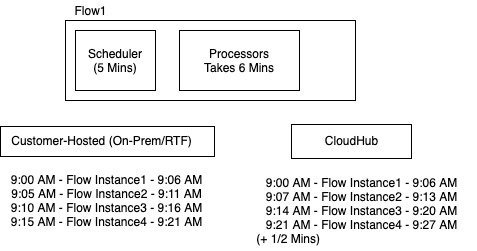 Flow1
Scheduler
(5 Mins)
Processors
Takes 6 Mins
Customer-Hosted (On-Prem/RTF)
9:00 AM - Flow Instance1 - 9:06 AM
9:05 AM - Flow Instance2 - 9:11 AM
9:10 AM - Flow Instance3 - 9:16 AM
9:15 AM - Flow Instance4 - 9:21 AM
CloudHub
9:00 AM - Flow Instance1 - 9:06 AM
9:07 AM - Flow Instance2 - 9:13 AM
9:14 AM - Flow Instance3 - 9:20 AM
9:21 AM - Flow Instance4 - 9:27 AM
(+ 1/2 Mins)